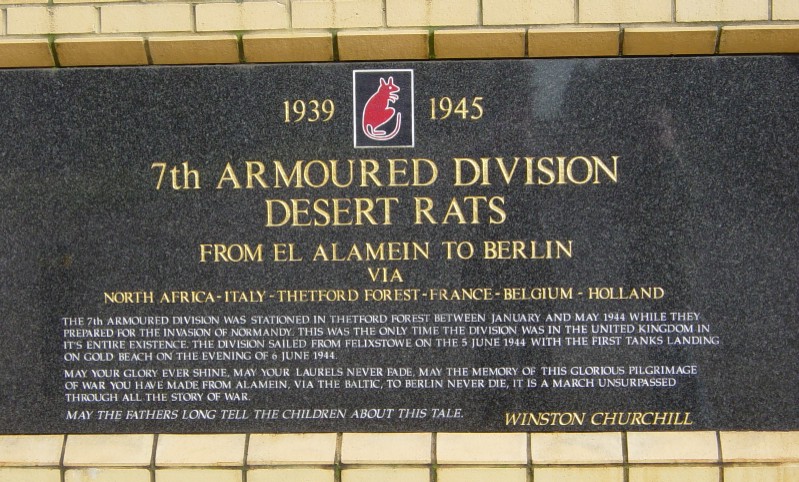 1939 1945
7th ARMOURED DIVISION
DESERT RATS
FROM EL ALAMEIN TO BERLIN
VIA
NORTH AFRICA - ITALY - THETFORD FOREST - FRANCE - BELGIUM - HOLLAND
THE 7th ARMOURED DIVISION WAS STATIONED IN THETFORD FOREST BETWEEN JANUARY AND MAY 1944 WHILE THEY
PREPARED FOR THE INVASION OF NORMANDY. THIS WAS THE ONLY TIME THE DIVISION WAS IN THE UNITED KINGDOM IN
IT'S ENTIRE EXISTENCE. THE DIVISION SAILED FROM FELIXSTOWE ON THE 5 JUNE 1944 WITH THE FIRST TANKS LANDING
ON GOLD BEACH ON THE EVENING OF 6 JUNE 1944.
MAY YOUR GLORY EVER SHINE, MAY YOUR LAURELS NEVER FADE, MAY THE MEMORY OF THIS GLORIOUS PILGRIMAGE
OF WAR YOU HAVE MADE FROM ALAMEIN, VIA THE BALTIC, TO BERLIN NEVER DIE, IT IS A MARCH UNSURPASSED
THROUGH ALL THE STORY OF WAR.
MAY THE FATHERS LONG TELL THE CHILDREN ABOUT THIS TALE.
WINSTON CHURCHILL